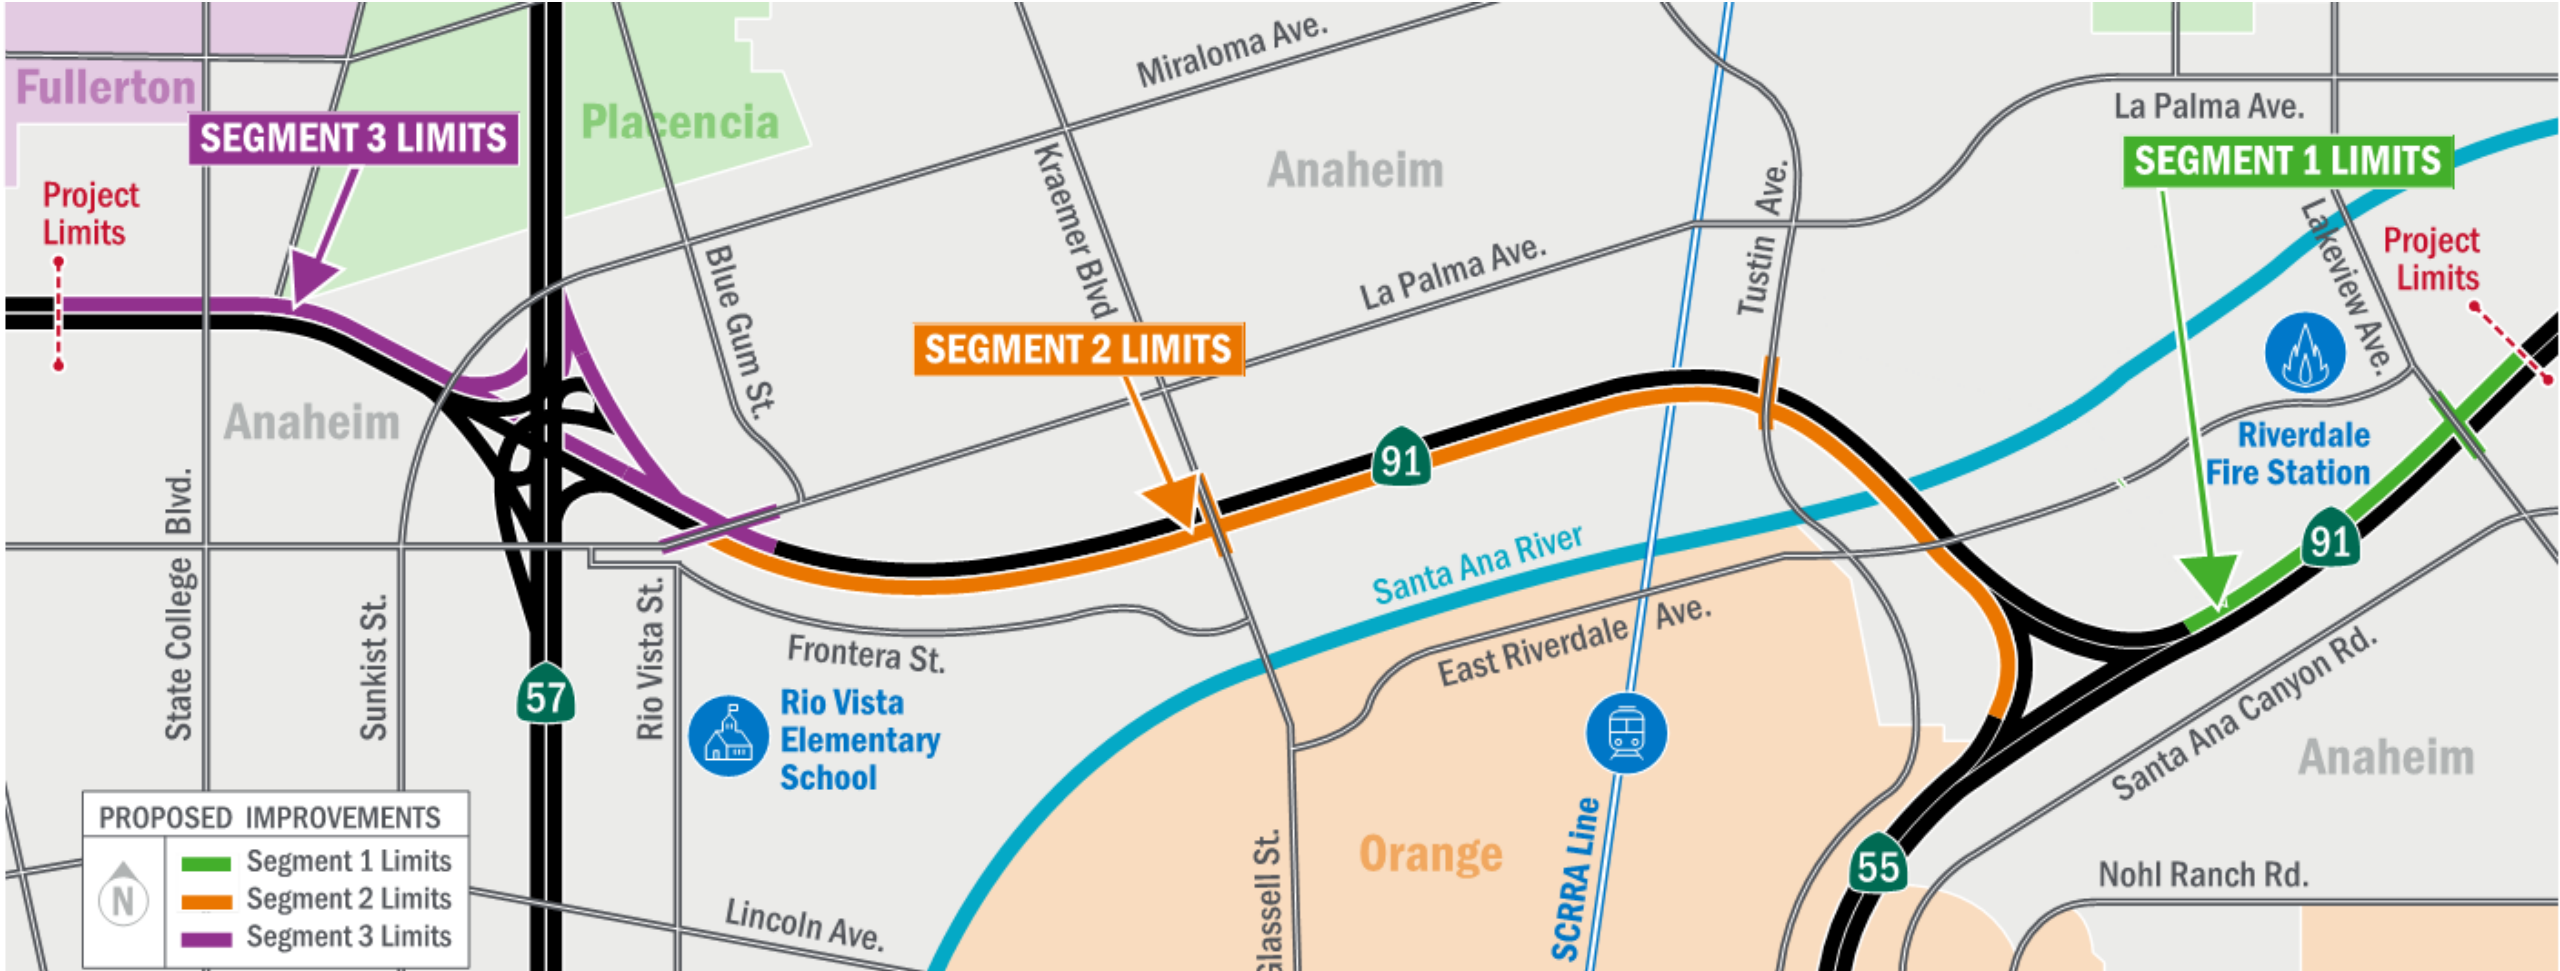 Miraloma Ave.
Fullerton
La Palma Ave.
Placencia
SEGMENT 3 LIMITS
Anaheim
SEGMENT 1 LIMITS
Project
Limits
Kraemer Blvd
Tustin Ave.
Lakeview Ave.
Project
Limits
Blue Gum St.
La Palma Ave.
SEGMENT 2 LIMITS
Anaheim
91
Riverdale
Fire Station
State College Blvd.
91
Santa Ana River
Sunkist St.
Rio Vista St.
Frontera St.
East Riverdale Ave.
57
Rio Vista
Elementary
School
Santa Ana Canyon Rd.
Anaheim
PROPOSED IMPROVEMENTS
N
Segment 1 Limits
Segment 2 Limits
Segment 3 Limits
Lincoln Ave.
Glassell St.
Orange
SCRRA Line
55
Nohl Ranch Rd.